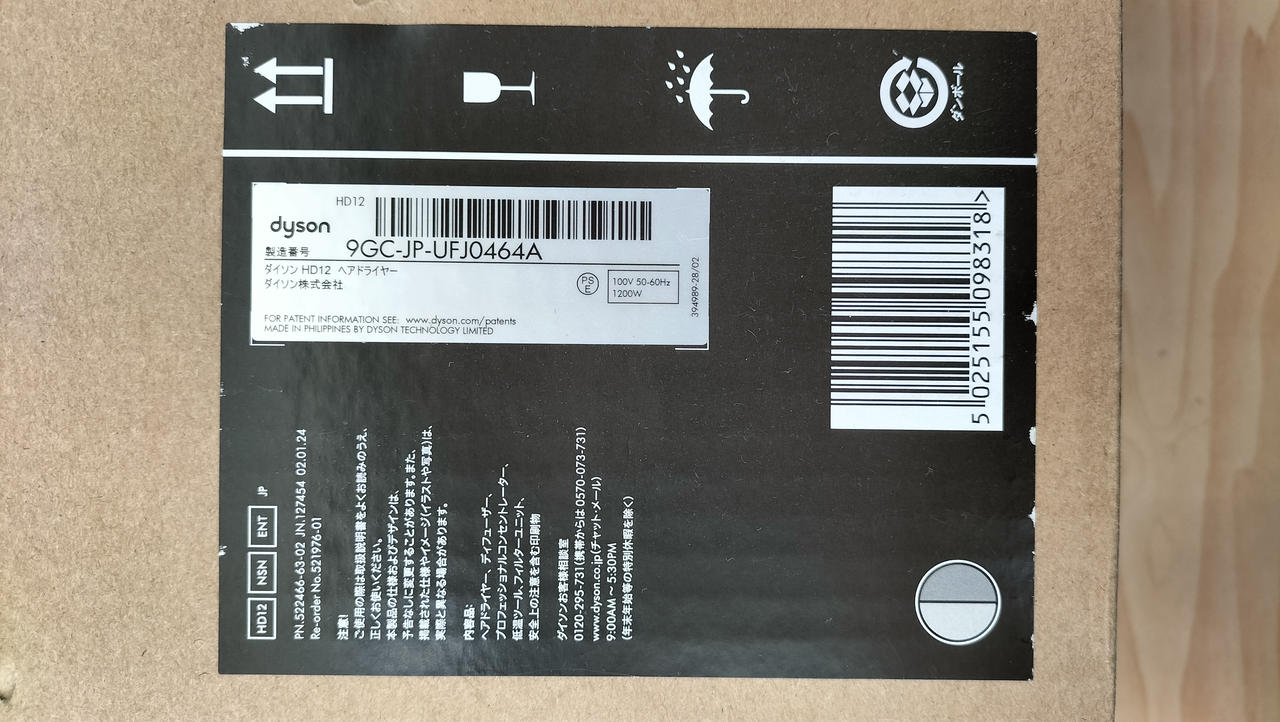 ダンボール
HD12
dyson
製造番号 9GC-JP-UFJ0464A
ダイソン HD12 ヘアドライヤー
ダイソン株式会社
PS
E
100V 50-60Hz
1200W
394989-28/02
FOR PATENT INFORMATION SEE: www.dyson.com/patents
MADE IN PHILIPPINES BY DYSON TECHNOLOGY LIMITED
5 025155 098318 >
HD12 NSN ENT JP
PN.522466-63-02 JN.127454 02.01.24
Re-order No.521976-01
注意!
ご使用の際は取扱説明書をよくお読みのうえ、
正しくお使いください。
本製品の仕様およびデザインは、
予告なしに変更することがあります。また、
掲載された仕様やイメージ(イラストや写真)は、
実際と異なる場合があります。
内容品:
ヘアドライヤー、ディフューザー、
プロフェッショナルコンセントレーター、
低温ツール、フィルターユニット、
安全上の注意を含む印刷物
ダイソンお客様相談室
0120-295-731(携帯からは 0570-073-731)
www.dyson.co.jp(チャット・メール)
9:00AM～5:30PM
(年末年始等の特別休暇を除く)